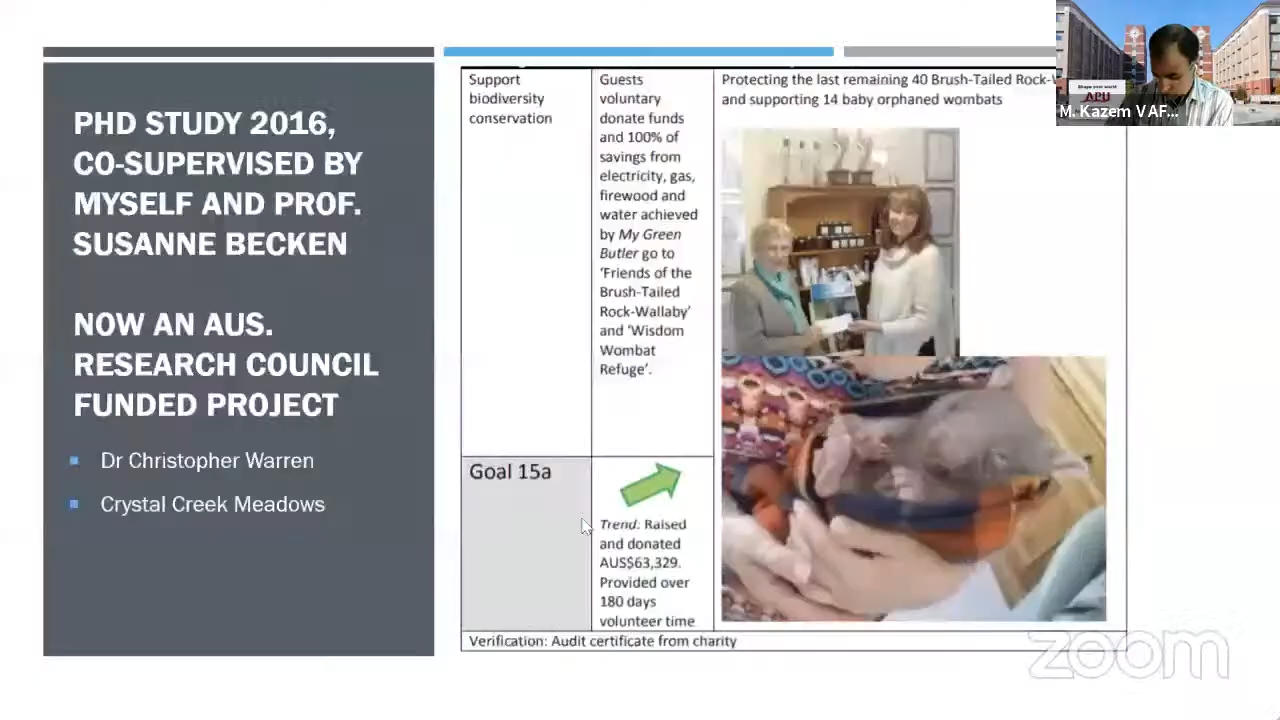 PHD STUDY 2016,
CO-SUPERVISED BY
MYSELF AND PROF.
SUSANNE BECKEN
NOW AN AUS.
RESEARCH COUNCIL
FUNDED PROJECT
Dr Christopher Warren
Crystal Creek Meadows
Support
biodiversity
conservation
Guests
voluntary
donate funds
and 100% of
savings from
electricity, gas,
firewood and
water achieved
by My Green
Butler go to
‘Friends of the
Brush-Tailed
Rock-Wallaby’
and ‘Wisdom
Wombat
Refuge’.
Protecting the last remaining 40 Brush-Tailed Rock-
and supporting 14 baby orphaned wombats
Goal 15a
Trend: Raised
and donated
AUS$63,329.
Provided over
180 days
volunteer time
Verification: Audit certificate from charity
Shape your world
ACU
M. Kazem VAF...
zoom